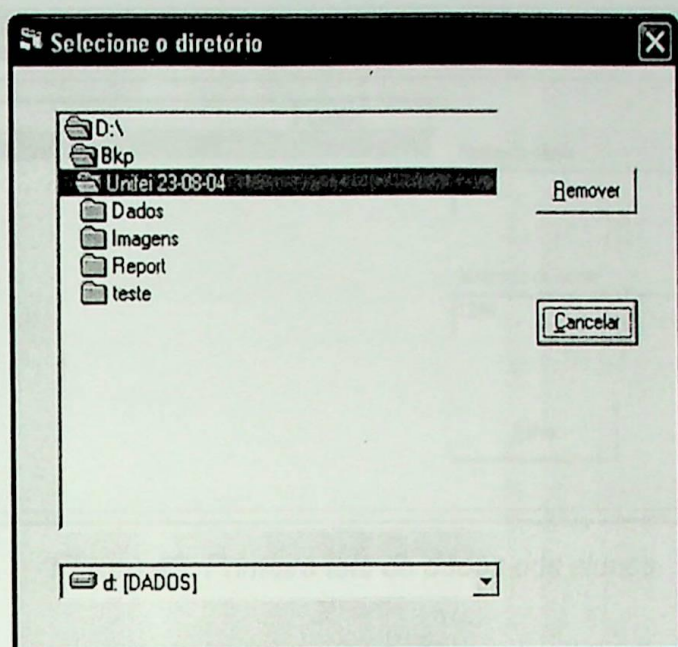 Selecione o diretório
D:\
Bkp
Unifei 23-08-04
Dados
Imagens
Report
teste
Remover
Cancelar
d: [DADOS]